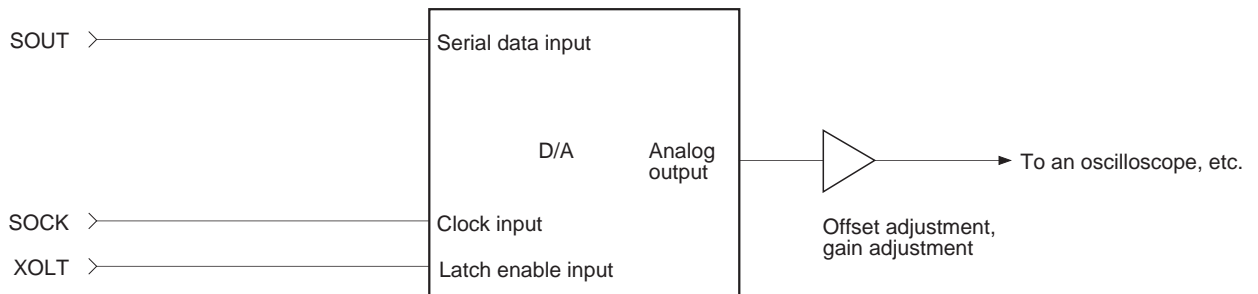 SOUT
Serial data input
D/A
Analog
output
To an oscilloscope, etc.
SOCK
Clock input
Offset adjustment,
gain adjustment
XOLT
Latch enable input